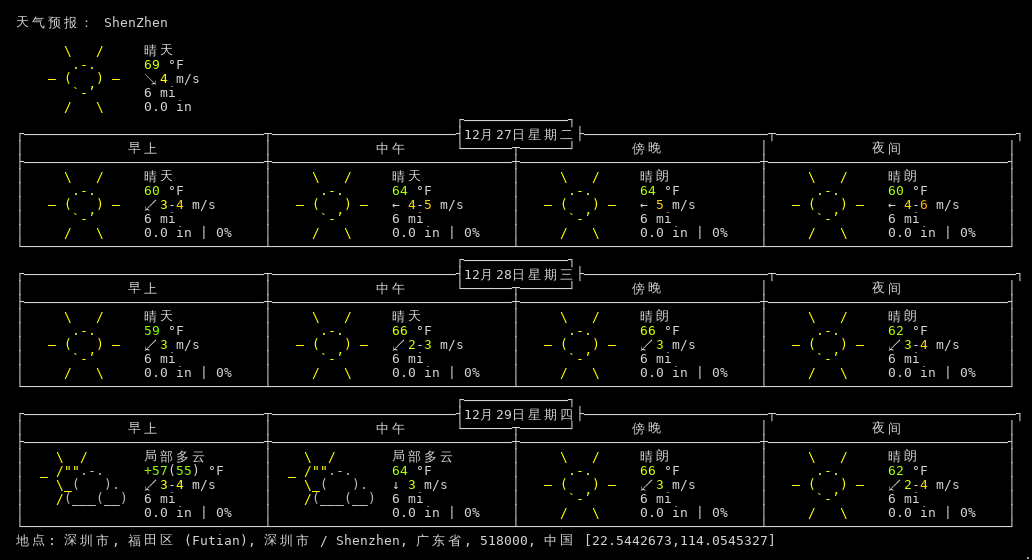 天气预报： ShenZhen
晴天
69 °F
↘ 4 m/s
6 mi
0.0 in
12月27日星期二
早上 中午 傍晚 夜间
晴天 晴天 晴朗 晴朗
60 °F 64 °F 64 °F 60 °F
↙ 3-4 m/s ← 4-5 m/s ← 5 m/s ← 4-6 m/s
6 mi 6 mi 6 mi 6 mi
0.0 in | 0% 0.0 in | 0% 0.0 in | 0% 0.0 in | 0%
12月28日星期三
早上 中午 傍晚 夜间
晴天 晴天 晴朗 晴朗
59 °F 66 °F 66 °F 62 °F
↙ 3 m/s ↙ 2-3 m/s ↙ 3 m/s ↙ 3-4 m/s
6 mi 6 mi 6 mi 6 mi
0.0 in | 0% 0.0 in | 0% 0.0 in | 0% 0.0 in | 0%
12月29日星期四
早上 中午 傍晚 夜间
局部多云 局部多云 晴朗 晴朗
+57(55) °F 64 °F 66 °F 62 °F
↙ 3-4 m/s ↓ 3 m/s ↙ 3 m/s ↙ 2-4 m/s
6 mi 6 mi 6 mi 6 mi
0.0 in | 0% 0.0 in | 0% 0.0 in | 0% 0.0 in | 0%
地点: 深圳市, 福田区 (Futian), 深圳市 / Shenzhen, 广东省, 518000, 中国 [22.5442673,114.0545327]